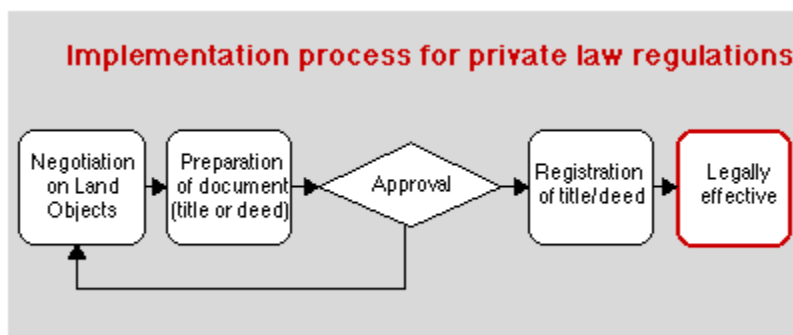 Implementation process for private law regulations
Negotiation
on Land
Objects
Preparation
of document
(title or deed)
Approval
Registration
of title/deed
Legally
effective